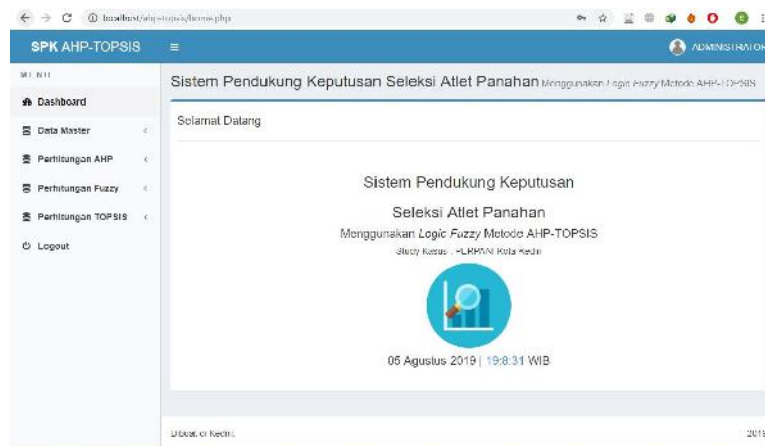 localhost/ahp-topsis/home.php
SPK AHP-TOPSIS
ADMINISTRATOR
MENU
Dashboard
Data Master
Perhitungan AHP
Perhitungan Fuzzy
Perhitungan TOPSIS
Logout
Sistem Pendukung Keputusan Seleksi Atlet Panahan Menggunakan Logic Fuzzy Metode AHP-TOPSIS
Selamat Datang
Sistem Pendukung Keputusan
Seleksi Atlet Panahan
Menggunakan Logic Fuzzy Metode AHP-TOPSIS
Study Kasus : PERPANI Kota Kediri
05 Agustus 2019 | 19:8:31 WIB
Dibuat di Kediri.
2019